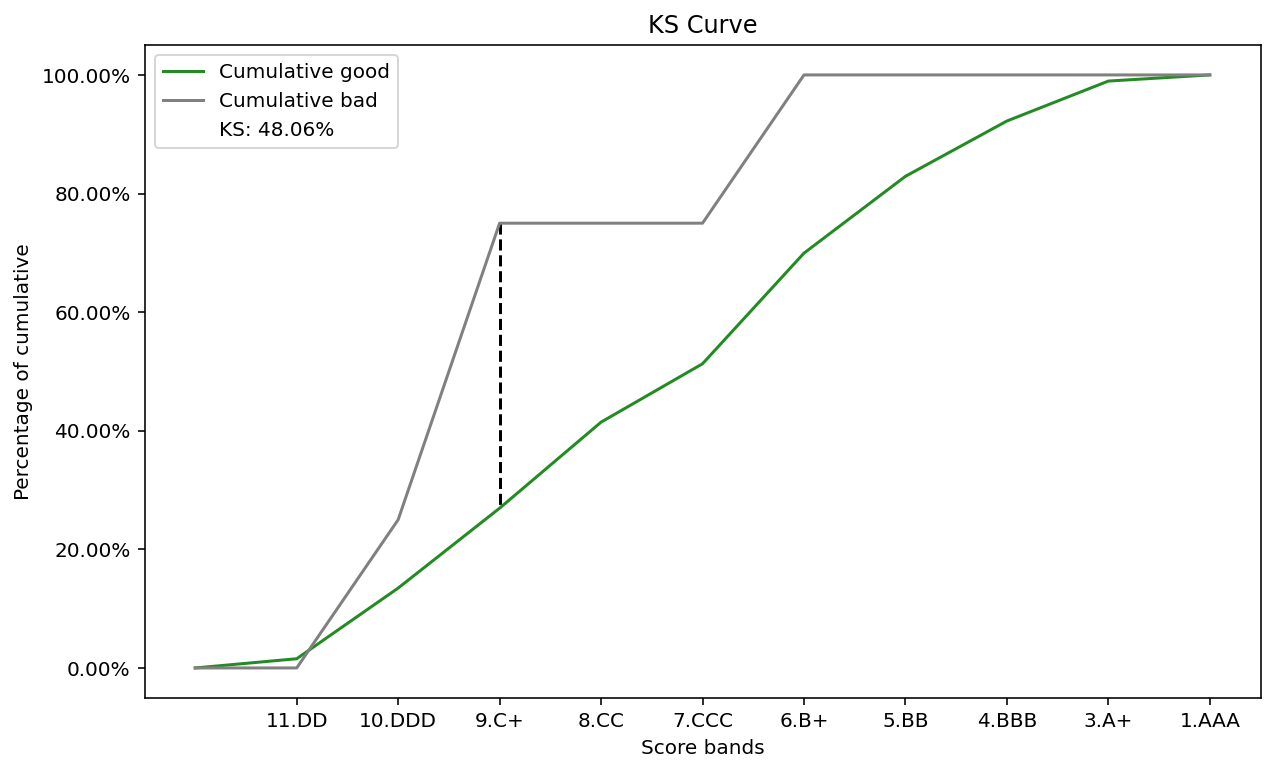 KS Curve
Cumulative good
Cumulative bad
KS: 48.06%
Percentage of cumulative
100.00%
80.00%
60.00%
40.00%
20.00%
0.00%
11.DD 10.DDD 9.C+ 8.CC 7.CCC 6.B+ 5.BB 4.BBB 3.A+ 1.AAA
Score bands